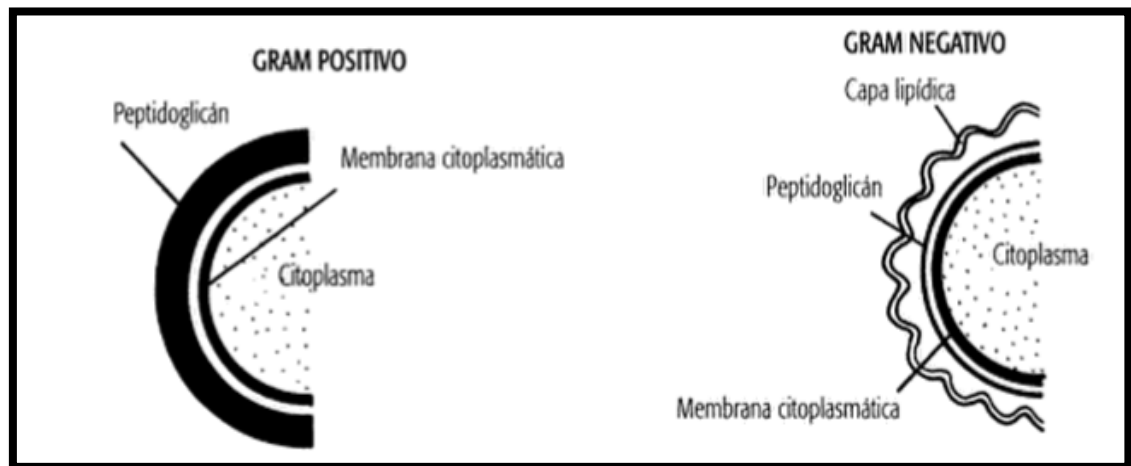 GRAM POSITIVO
Peptidoglicán
Membrana citoplasmática
Citoplasma
GRAM NEGATIVO
Capa lipídica
Peptidoglicán
Citoplasma
Membrana citoplasmática